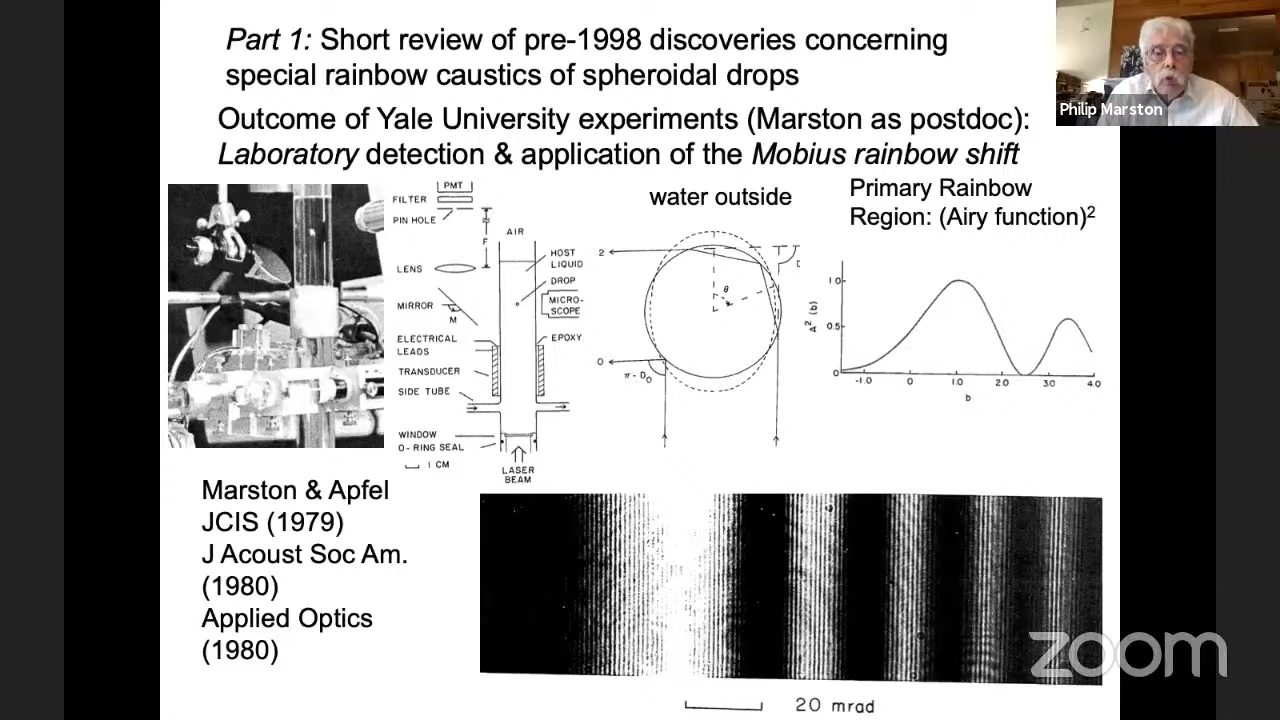 Part 1: Short review of pre-1998 discoveries concerning
special rainbow caustics of spheroidal drops
Outcome of Yale University experiments (Marston as postdoc):
Laboratory detection & application of the Mobius rainbow shift
Philip Marston
PMT
FILTER
PIN HOLE
F
AIR
LENS
HOST
LIQUID
DROP
MIRROR
M
MICRO-
SCOPE
ELECTRICAL
LEADS
EPOXY
TRANSDUCER
SIDE TUBE
WINDOW
O-RING SEAL
1 CM
LASER
BEAM
water outside
2
θ
0
π - D₀
Primary Rainbow
Region: (Airy function)²
A² (b)
1.0
0.5
0
-1.0 0 1.0 2.0 3.0 4.0
b
Marston & Apfel
JCIS (1979)
J Acoust Soc Am.
(1980)
Applied Optics
(1980)
zoom
20 mrad